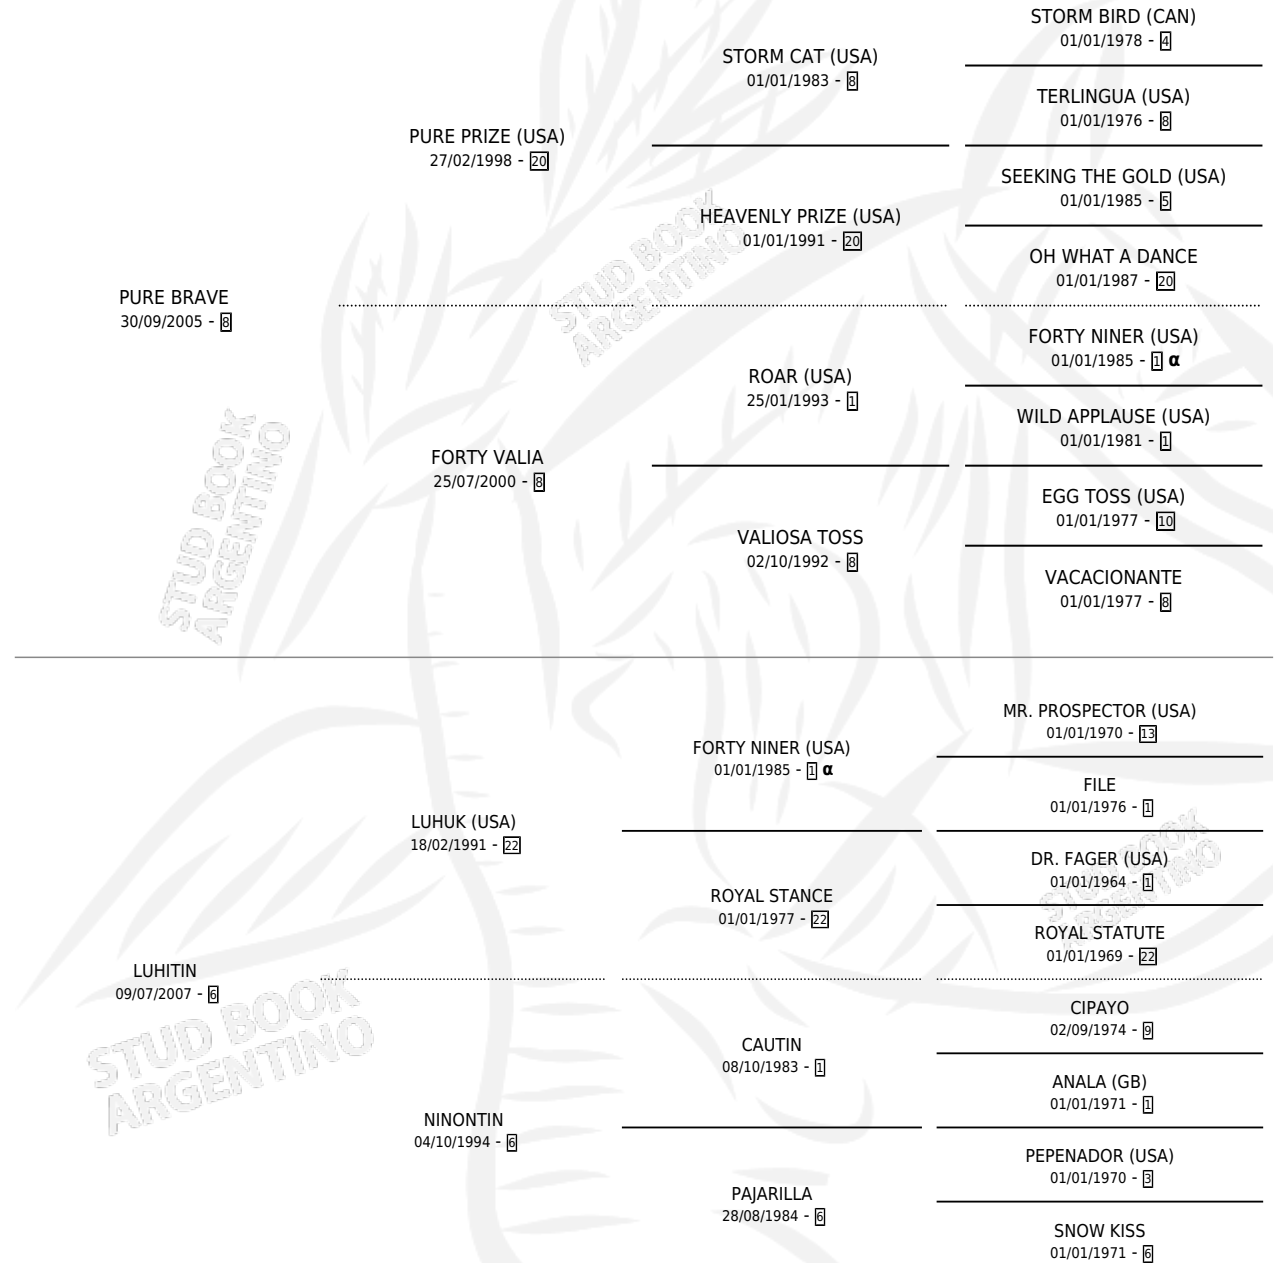 STORM BIRD (CAN)
01/01/1978 - 4
STORM CAT (USA)
01/01/1983 - 8
TERLINGUA (USA)
01/01/1976 - 8
PURE PRIZE (USA)
27/02/1998 - 20
SEEKING THE GOLD (USA)
01/01/1985 - 5
HEAVENLY PRIZE (USA)
01/01/1991 - 20
OH WHAT A DANCE
01/01/1987 - 20
PURE BRAVE
30/09/2005 - 8
FORTY NINER (USA)
01/01/1985 - 1 α
ROAR (USA)
25/01/1993 - 1
WILD APPLAUSE (USA)
01/01/1981 - 1
FORTY VALIA
25/07/2000 - 8
EGG TOSS (USA)
01/01/1977 - 10
VALIOSA TOSS
02/10/1992 - 8
VACACIONANTE
01/01/1977 - 8
STUD BOOK
ARGENTINO
STUD BOOK
ARGENTINO
MR. PROSPECTOR (USA)
01/01/1970 - 13
FORTY NINER (USA)
01/01/1985 - 1 α
FILE
01/01/1976 - 1
LUHUK (USA)
18/02/1991 - 22
DR. FAGER (USA)
01/01/1964 - 1
ROYAL STANCE
01/01/1977 - 22
ROYAL STATUTE
01/01/1969 - 22
LUHITIN
09/07/2007 - 6
CIPAYO
02/09/1974 - 9
CAUTIN
08/10/1983 - 1
ANALA (GB)
01/01/1971 - 1
NINONTIN
04/10/1994 - 6
PEPENADOR (USA)
01/01/1970 - 3
PAJARILLA
28/08/1984 - 6
SNOW KISS
01/01/1971 - 6
STUD BOOK
ARGENTINO
STUD BOOK
ARGENTINO